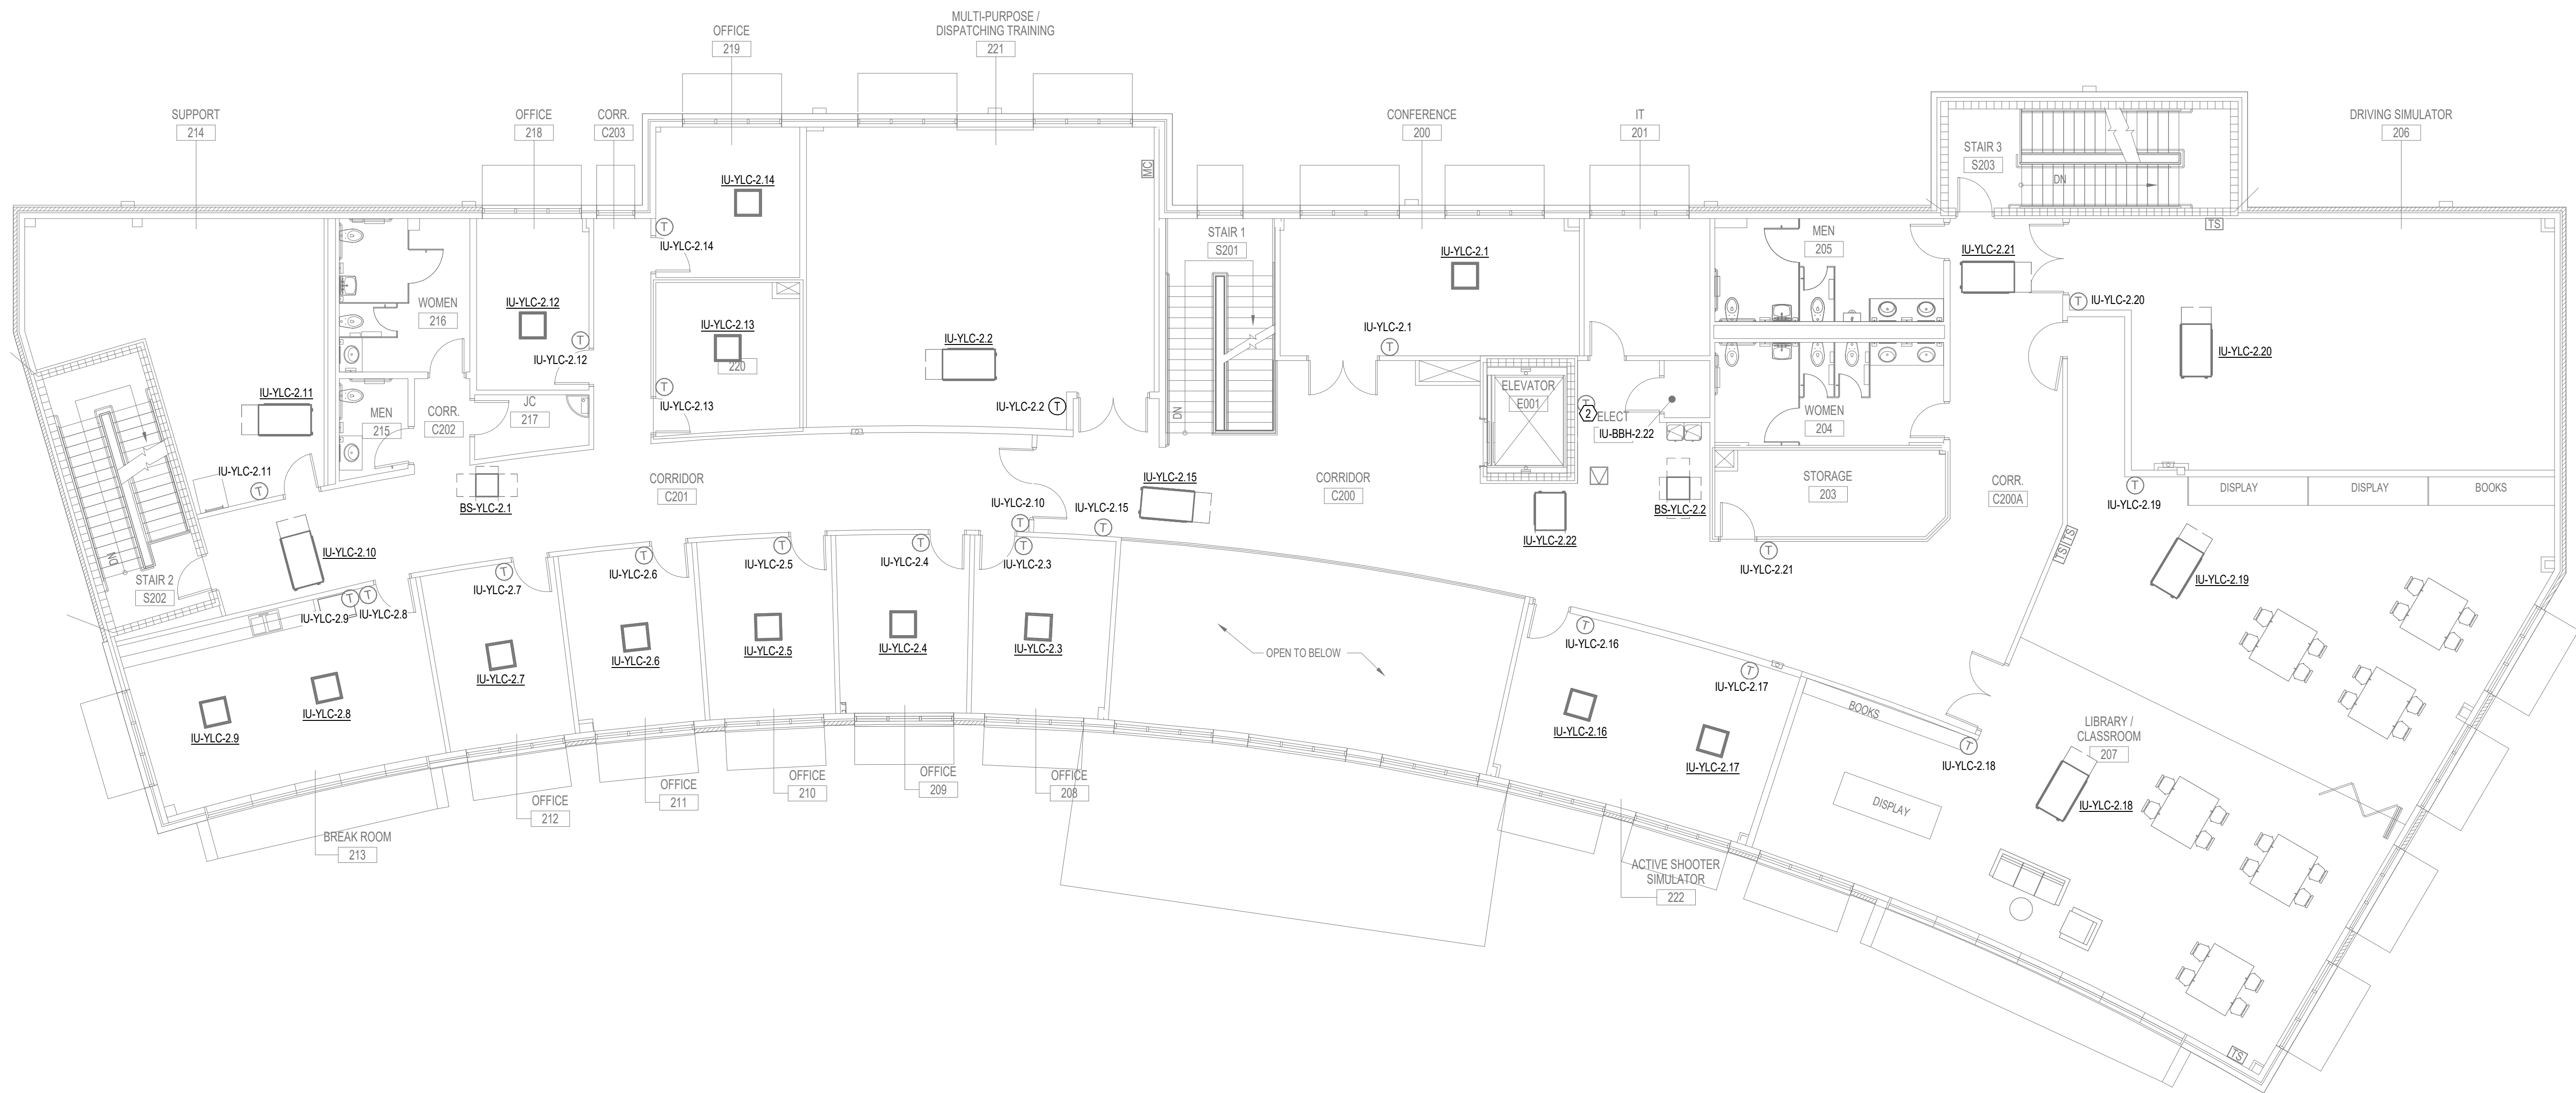 MULTI-PURPOSE /
DISPATCHING TRAINING
221
OFFICE
219
SUPPORT
214
OFFICE
218
CORR.
C203
CONFERENCE
200
IT
201
DRIVING SIMULATOR
206
STAIR 3
S203
DN
MC
TS
IU-YLC-2.14
T
IU-YLC-2.14
STAIR 1
S201
DN
MEN
205
IU-YLC-2.1
IU-YLC-2.21
T IU-YLC-2.20
WOMEN
216
IU-YLC-2.12
T
IU-YLC-2.12
IU-YLC-2.13
220
T
IU-YLC-2.13
IU-YLC-2.2
IU-YLC-2.2 T
IU-YLC-2.1
T
IU-YLC-2.20
ELEVATOR
E001
T
2
ELECT
IU-BBH-2.22
WOMEN
204
IU-YLC-2.11
MEN
215
CORR.
C202
JC
217
IU-YLC-2.11
T
BS-YLC-2.1
CORRIDOR
C201
IU-YLC-2.10
T
IU-YLC-2.15
T
IU-YLC-2.15
CORRIDOR
C200
IU-YLC-2.22
BS-YLC-2.2
STORAGE
203
T
IU-YLC-2.21
CORR.
C200A
T
IU-YLC-2.19
DISPLAY
DISPLAY
BOOKS
TS
TS
IU-YLC-2.19
DN
STAIR 2
S202
IU-YLC-2.10
T
IU-YLC-2.9
T
IU-YLC-2.8
T
IU-YLC-2.7
T
IU-YLC-2.6
T
IU-YLC-2.5
T
IU-YLC-2.4
T
IU-YLC-2.3
IU-YLC-2.9
IU-YLC-2.8
IU-YLC-2.7
IU-YLC-2.6
IU-YLC-2.5
IU-YLC-2.4
IU-YLC-2.3
OPEN TO BELOW
T
IU-YLC-2.16
T
IU-YLC-2.17
IU-YLC-2.16
IU-YLC-2.17
BOOKS
T
IU-YLC-2.18
LIBRARY /
CLASSROOM
207
IU-YLC-2.18
DISPLAY
BREAK ROOM
213
OFFICE
212
OFFICE
211
OFFICE
210
OFFICE
209
OFFICE
208
ACTIVE SHOOTER
SIMULATOR
222
TS